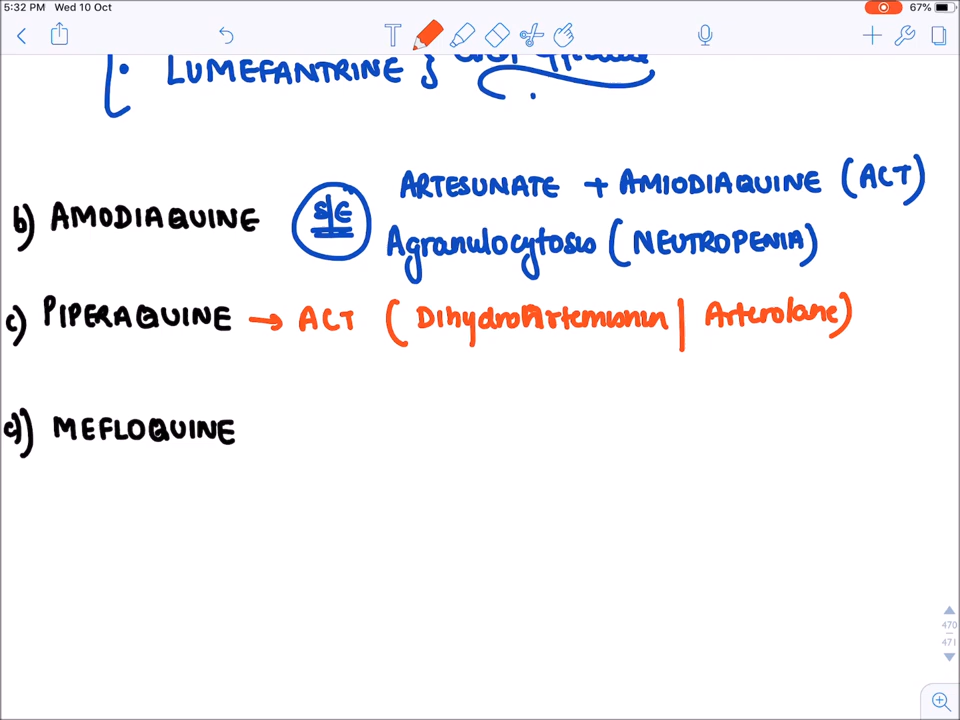 5:32 PM Wed 10 Oct 67%
T
• LUMEFANTRINE }
ARTESUNATE + AMIODIAQUINE (ACT)
b) AMODIAQUINE S/E
Agranulocytosis (NEUTROPENIA)
c) PIPERAQUINE → ACT (DihydroArtemisinin | Arterolane)
d) MEFLOQUINE
470
471